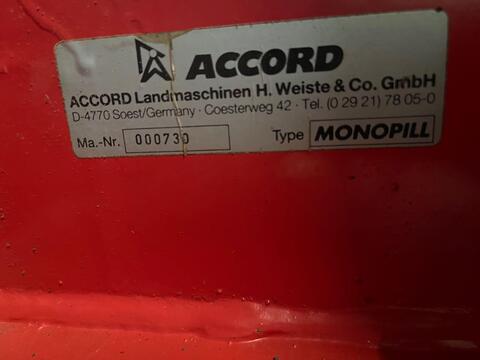 ACCORD
ACCORD Landmaschinen H. Weiste & Co. GmbH
D-4770 Soest/Germany · Coesterweg 42 · Tel. (0 29 21) 78 05-0
Ma.-Nr. 000730 Type MONOPILL